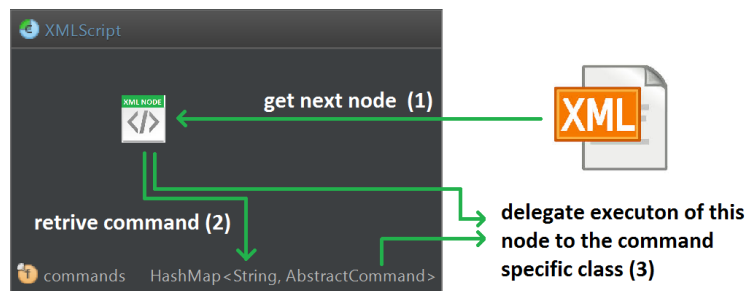 XMLScript
get next node (1)
XML NODE
</>
XML
retrive command (2)
delegate executon of this
node to the command
specific class (3)
commands HashMap<String, AbstractCommand>